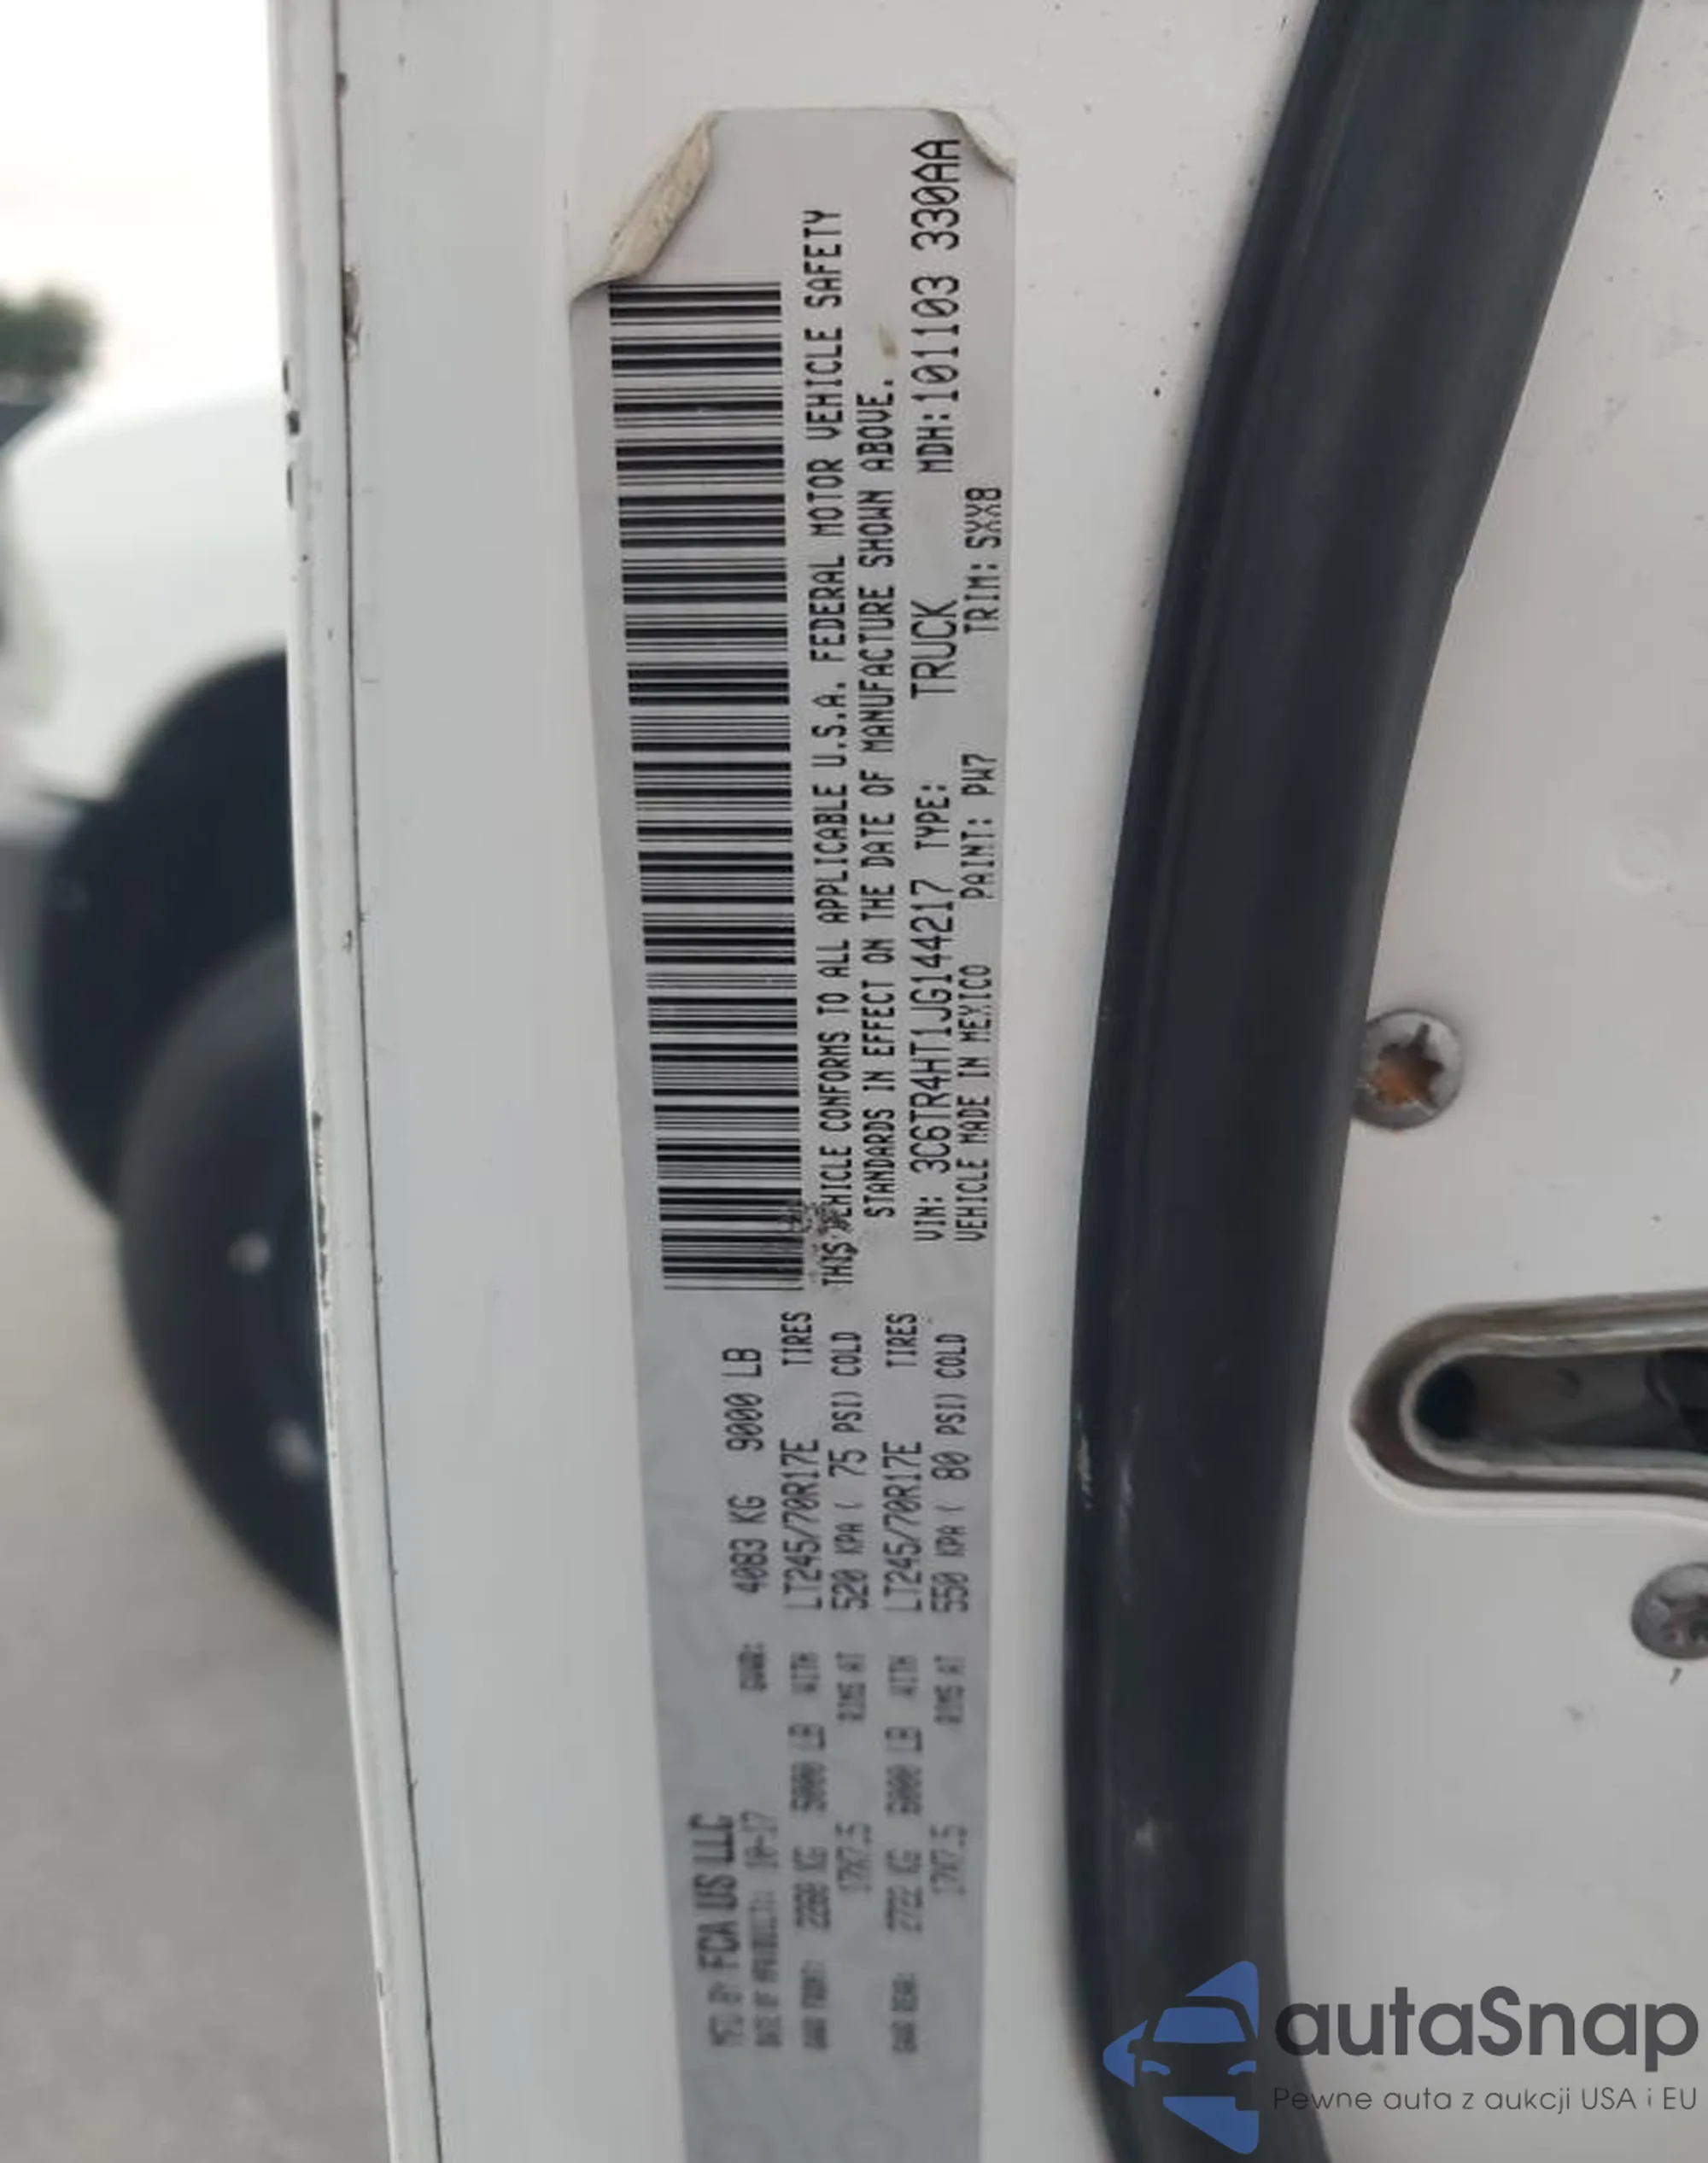 MFD BY FCA US LLC
DATE OF MFR: 10-17 GVWR: 4083 KG 9000 LB
GAWR FRONT: 2268 KG 5000 LB WITH LT245/70R17E TIRES
17X7.5 RIMS AT 520 KPA ( 75 PSI) COLD
GAWR REAR: 2722 KG 6000 LB WITH LT245/70R17E TIRES
17X7.5 RIMS AT 550 KPA ( 80 PSI) COLD
THIS VEHICLE CONFORMS TO ALL APPLICABLE U.S.A. FEDERAL MOTOR VEHICLE SAFETY
STANDARDS IN EFFECT ON THE DATE OF MANUFACTURE SHOWN ABOVE.
VIN: 3C6TR4HT1JG144217 TYPE: TRUCK MDH:101103 330AA
VEHICLE MADE IN MEXICO PAINT: PW7 TRIM: SXX8
autaSnap
Pewne auta z aukcji USA i EU